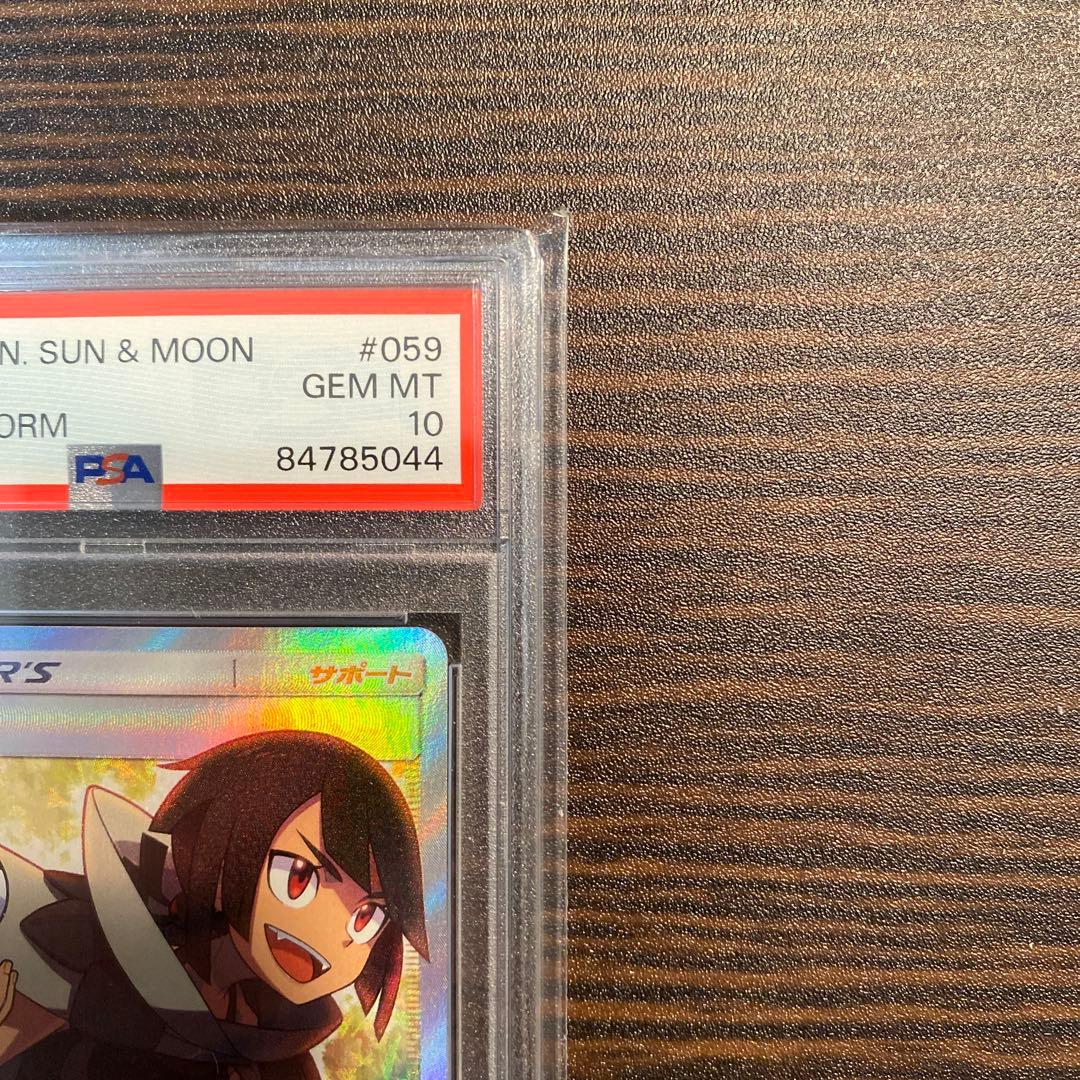 N. SUN & MOON #059
GEM MT
ORM 10
PSA 84785044
R'S サポート